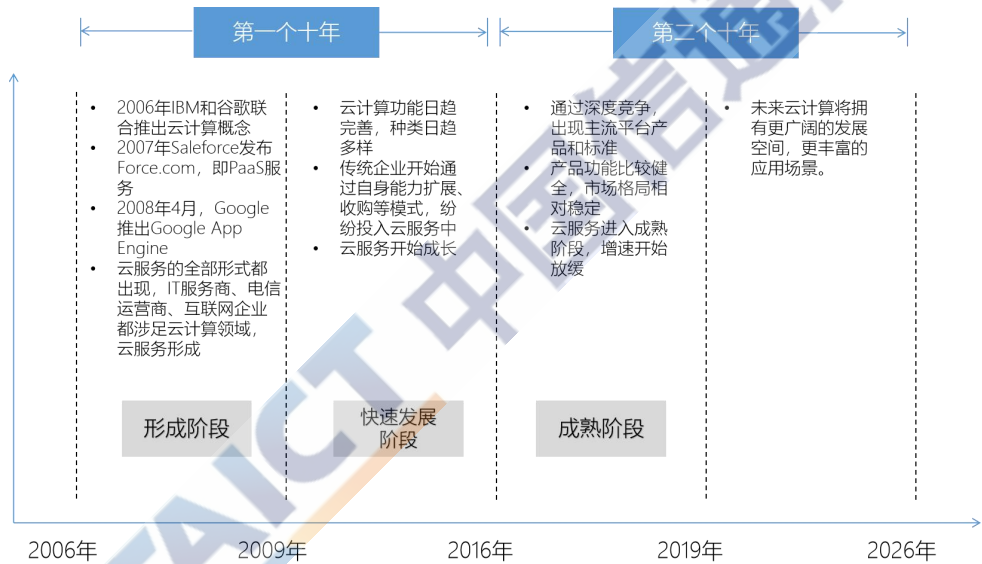 第一个十年
第二个十年
• 2006年IBM和谷歌联
合推出云计算概念
• 2007年Saleforce发布
Force.com，即PaaS服
务
• 2008年4月，Google
推出Google App
Engine
• 云服务的全部形式都
出现，IT服务商、电信
运营商、互联网企业
都涉足云计算领域，
云服务形成
• 云计算功能日趋
完善，种类日趋
多样
• 传统企业开始通
过自身能力扩展、
收购等模式，纷
纷投入云服务中
• 云服务开始成长
• 通过深度竞争，
出现主流平台产
品和标准
• 产品功能比较健
全，市场格局相
对稳定
• 云服务进入成熟
阶段，增速开始
放缓
• 未来云计算将拥
有更广阔的发展
空间，更丰富的
应用场景。
形成阶段
快速发展
阶段
成熟阶段
2006年
2009年
2016年
2019年
2026年
CAICT 中国信通